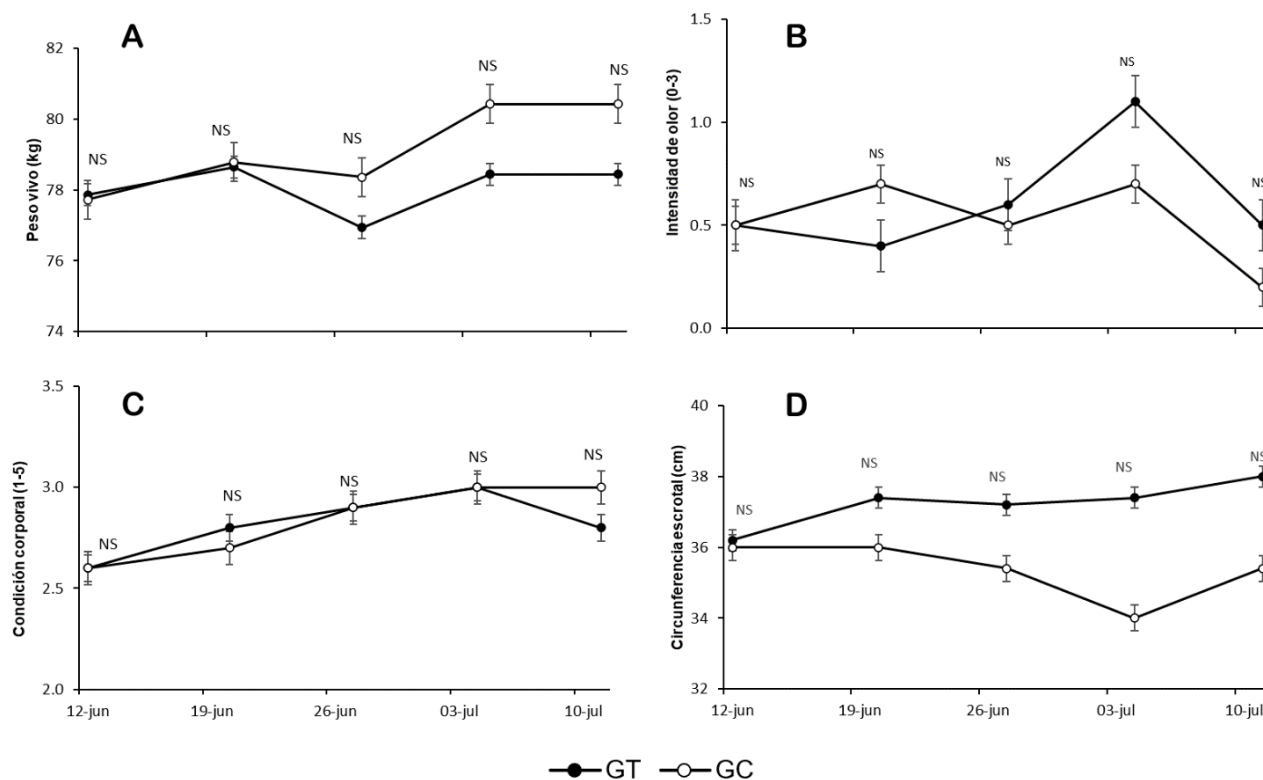 A
Peso vivo (kg)
82
80
78
76
74
NS
NS
NS
NS
NS
B
Intensidad de olor (0-3)
1.5
1.0
0.5
0.0
NS
NS
NS
NS
NS
C
Condición corporal (1-5)
3.5
3.0
2.5
2.0
NS
NS
NS
NS
NS
12-jun
19-jun
26-jun
03-jul
10-jul
D
Circunferencia escrotal (cm)
40
38
36
34
32
NS
NS
NS
NS
NS
12-jun
19-jun
26-jun
03-jul
10-jul
GT
GC